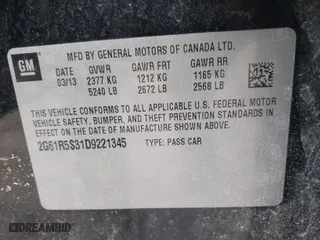 GM
MFD BY GENERAL MOTORS OF CANADA LTD.
DATE GVWR GAWR FRT GAWR RR
03/13 2377 KG 1212 KG 1165 KG
5240 LB 2672 LB 2568 LB
THIS VEHICLE CONFORMS TO ALL APPLICABLE U.S. FEDERAL MOTOR
VEHICLE SAFETY, BUMPER, AND THEFT PREVENTION STANDARDS IN
EFFECT ON THE DATE OF MANUFACTURE SHOWN ABOVE.
2G61R5S31D9221345 TYPE: PASS CAR